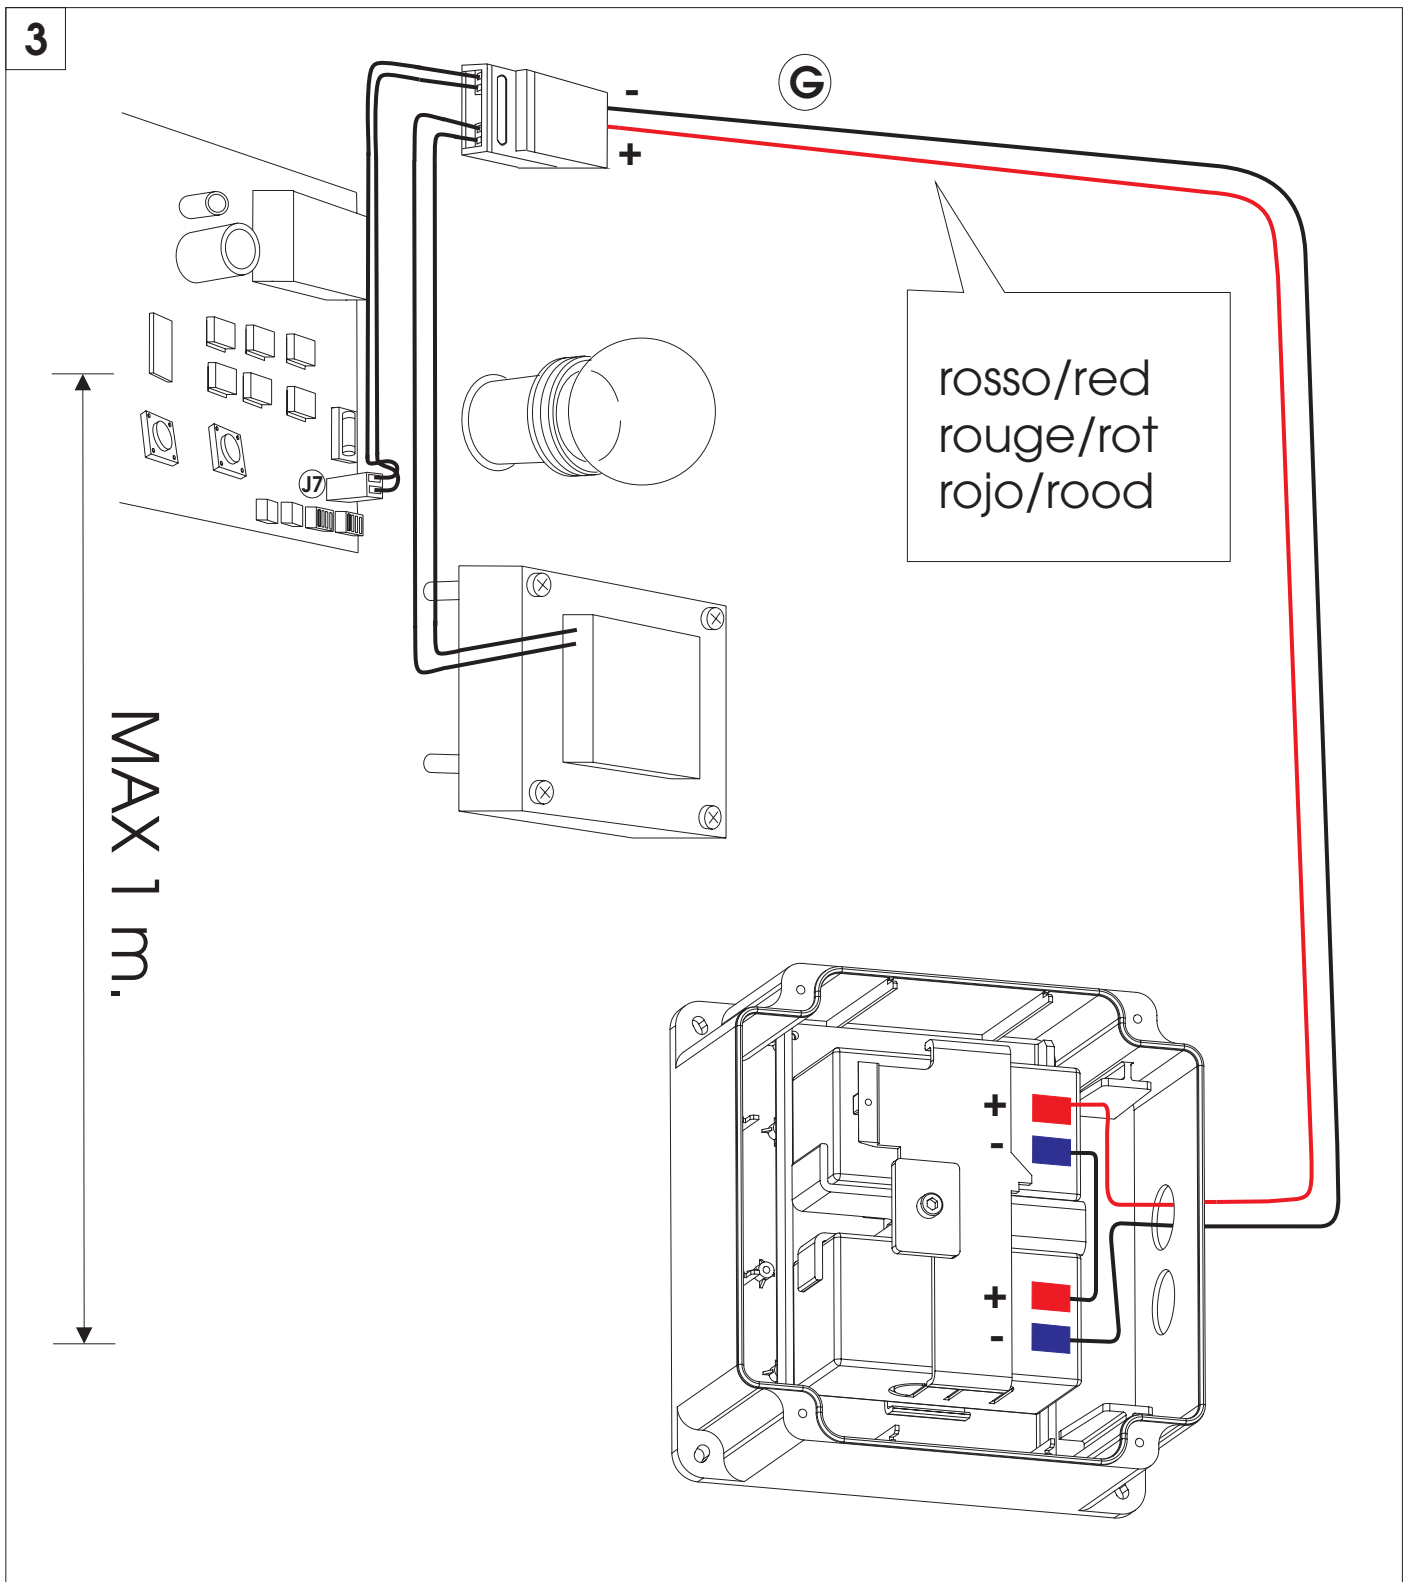 3
-
G
+
rosso/red
rouge/rot
rojo/rood
J7
MAX 1 m.
+
-
+
-